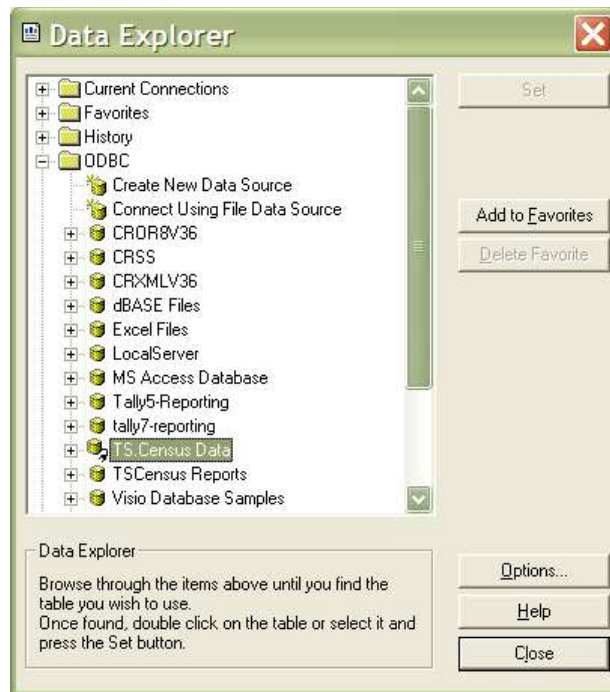 Data Explorer
Current Connections
Favorites
History
ODBC
Create New Data Source
Connect Using File Data Source
CROR8V36
CRSS
CRXMLV36
dBASE Files
Excel Files
LocalServer
MS Access Database
Tally5-Reporting
tally7-reporting
TS.Census Data
TSCensus Reports
Visio Database Samples
Set
Add to Favorites
Delete Favorite
Data Explorer
Browse through the items above until you find the
table you wish to use.
Once found, double click on the table or select it and
press the Set button.
Options...
Help
Close